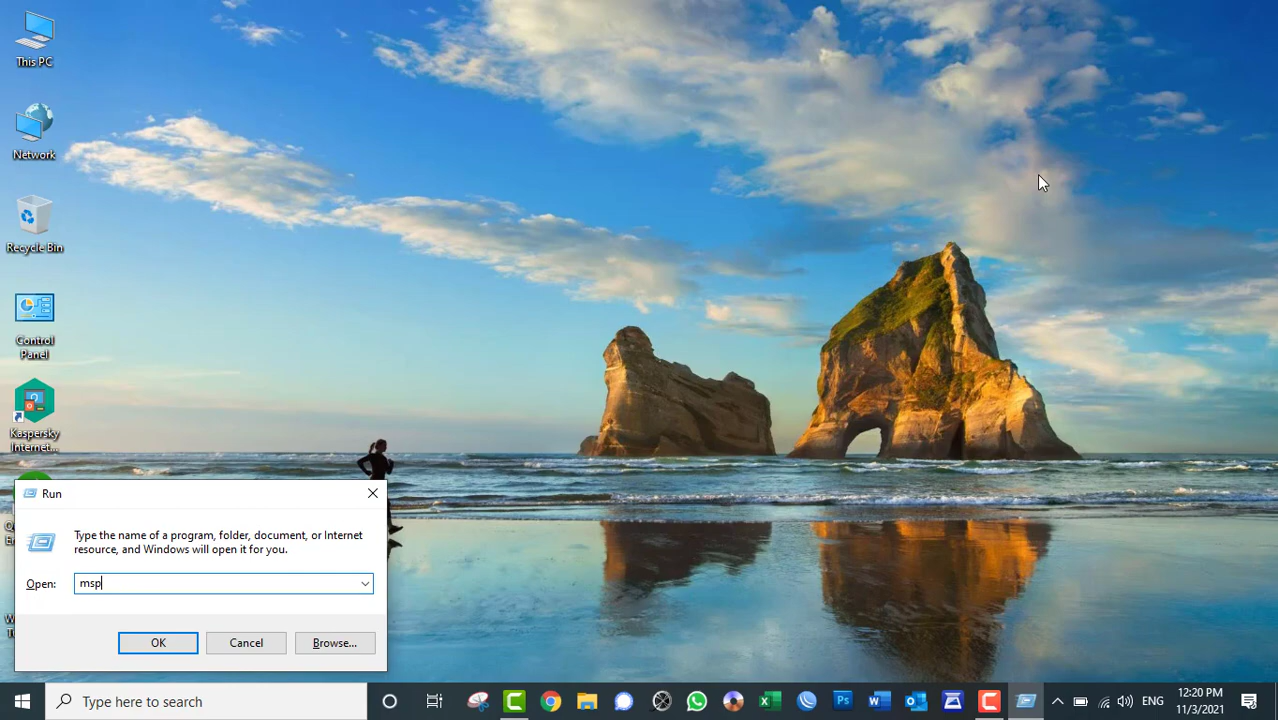 This PC
Network
Recycle Bin
Control
Panel
Kaspersky
Internet...
Run
Type the name of a program, folder, document, or Internet
resource, and Windows will open it for you.
Open:
msp
OK
Cancel
Browse...
Type here to search
ENG
12:20 PM
11/3/2021